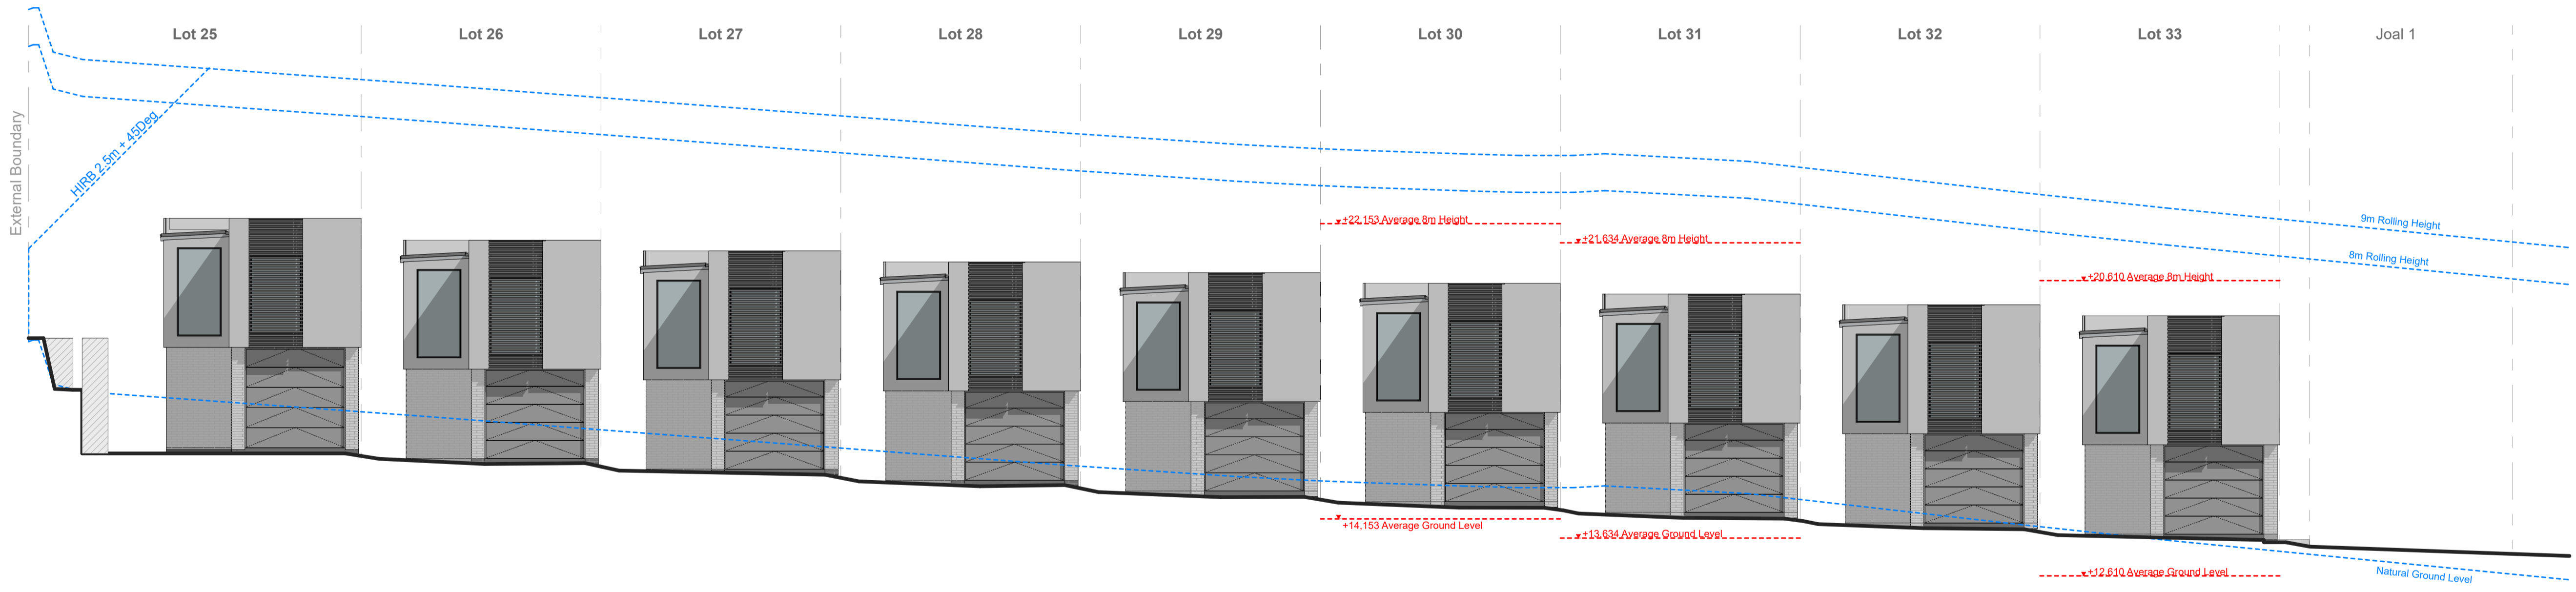 Lot 25
Lot 26
Lot 27
Lot 28
Lot 29
Lot 30
Lot 31
Lot 32
Lot 33
Joal 1
External Boundary
HIRB 2.5m + 45Deg
9m Rolling Height
8m Rolling Height
+22,153 Average 8m Height
+21,634 Average 8m Height
+20,610 Average 8m Height
+14,153 Average Ground Level
+13,634 Average Ground Level
+12,610 Average Ground Level
Natural Ground Level